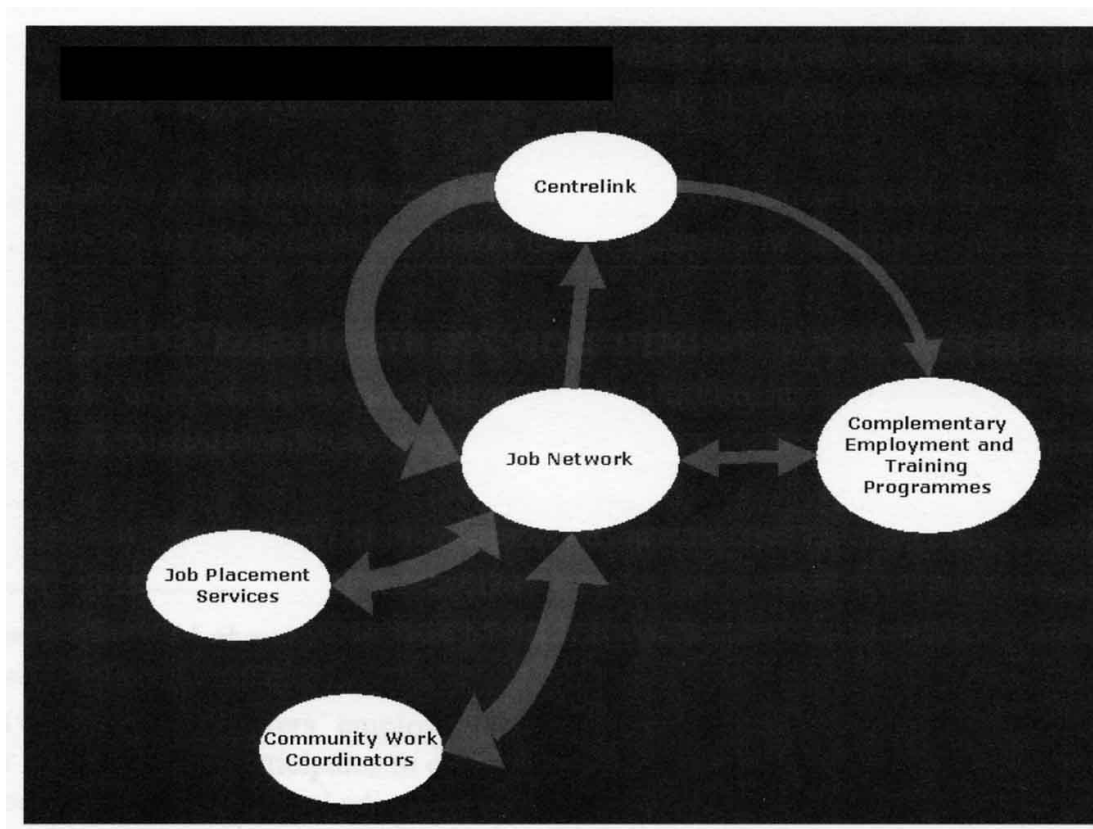 Centrelink
Job Network
Complementary
Employment and
Training
Programmes
Job Placement
Services
Community Work
Coordinators